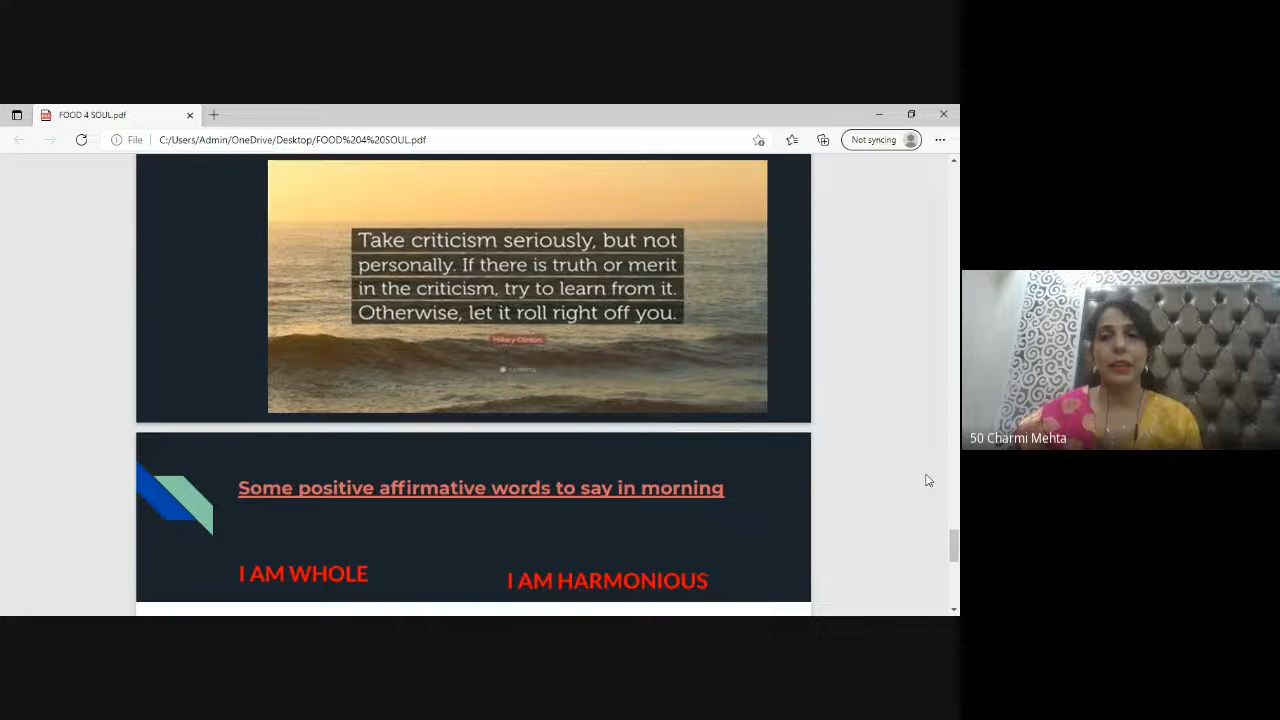 FOOD 4 SOUL.pdf
File
C:/Users/Admin/OneDrive/Desktop/FOOD%204%20SOUL.pdf
Not syncing
Take criticism seriously, but not
personally. If there is truth or merit
in the criticism, try to learn from it.
Otherwise, let it roll right off you.
Hillary Clinton
50 Charmi Mehta
Some positive affirmative words to say in morning
I AM WHOLE
I AM HARMONIOUS